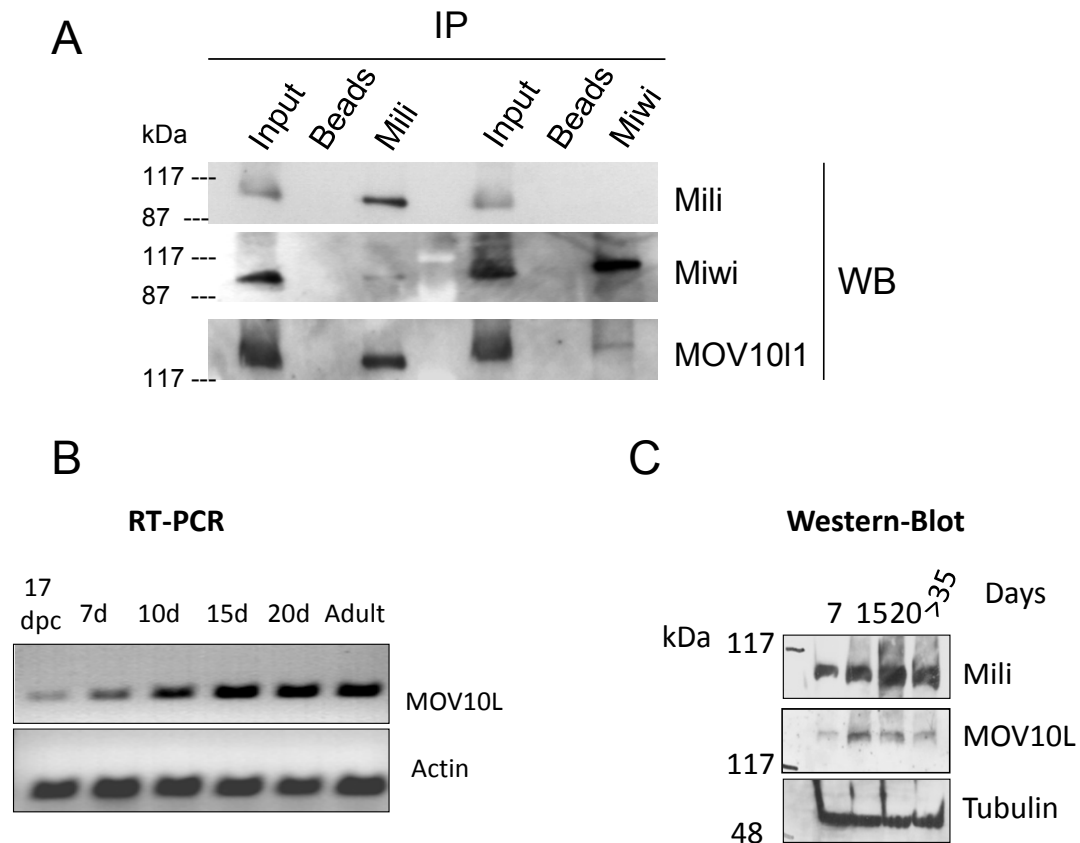 A
IP
Input Beads Mili Input Beads Miwi
kDa
117 ---
87 ---
Mili
117 ---
87 ---
Miwi
117 ---
MOV10l1
WB
B
RT-PCR
17
dpc 7d 10d 15d 20d Adult
MOV10L
Actin
C
Western-Blot
7 15 20 >35 Days
kDa
117
Mili
MOV10L
117
Tubulin
48